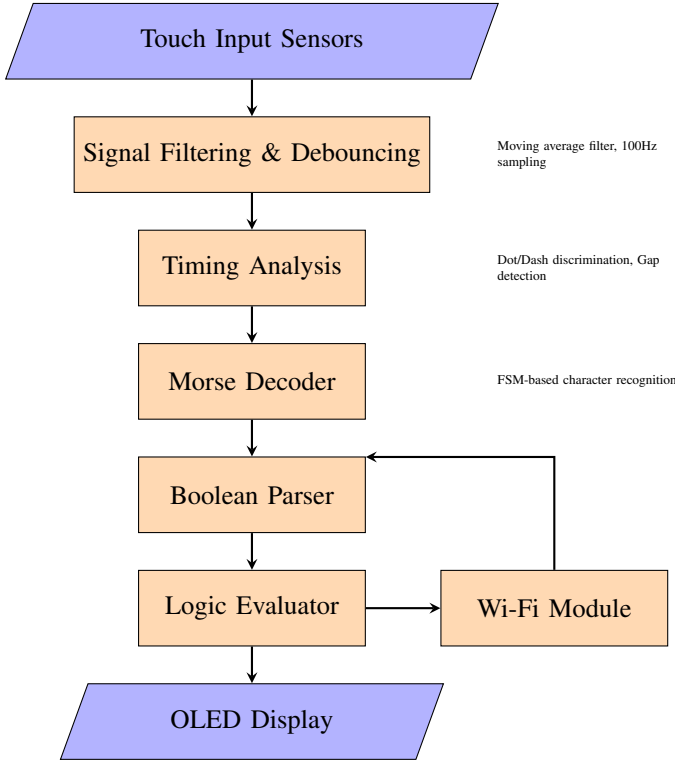 Touch Input Sensors
Signal Filtering & Debouncing
Moving average filter, 100Hz
sampling
Timing Analysis
Dot/Dash discrimination, Gap
detection
Morse Decoder
FSM-based character recognition
Boolean Parser
Logic Evaluator
Wi-Fi Module
OLED Display